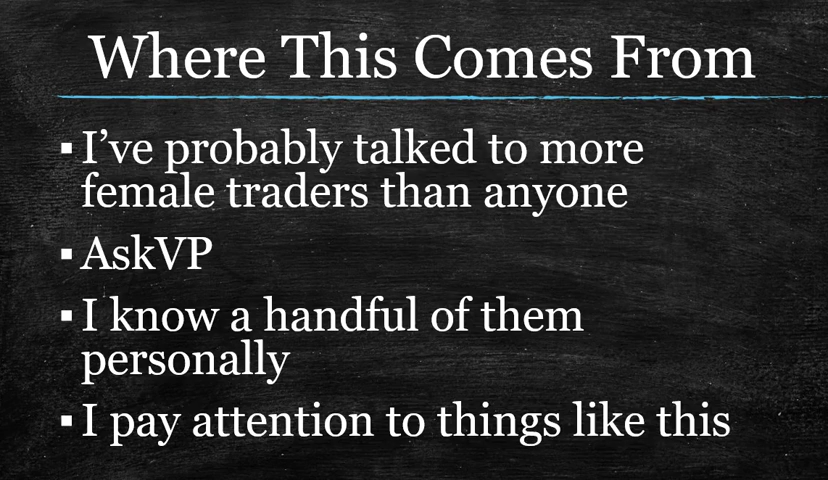 Where This Comes From
▪ I’ve probably talked to more
female traders than anyone
▪ AskVP
▪ I know a handful of them
personally
▪ I pay attention to things like this